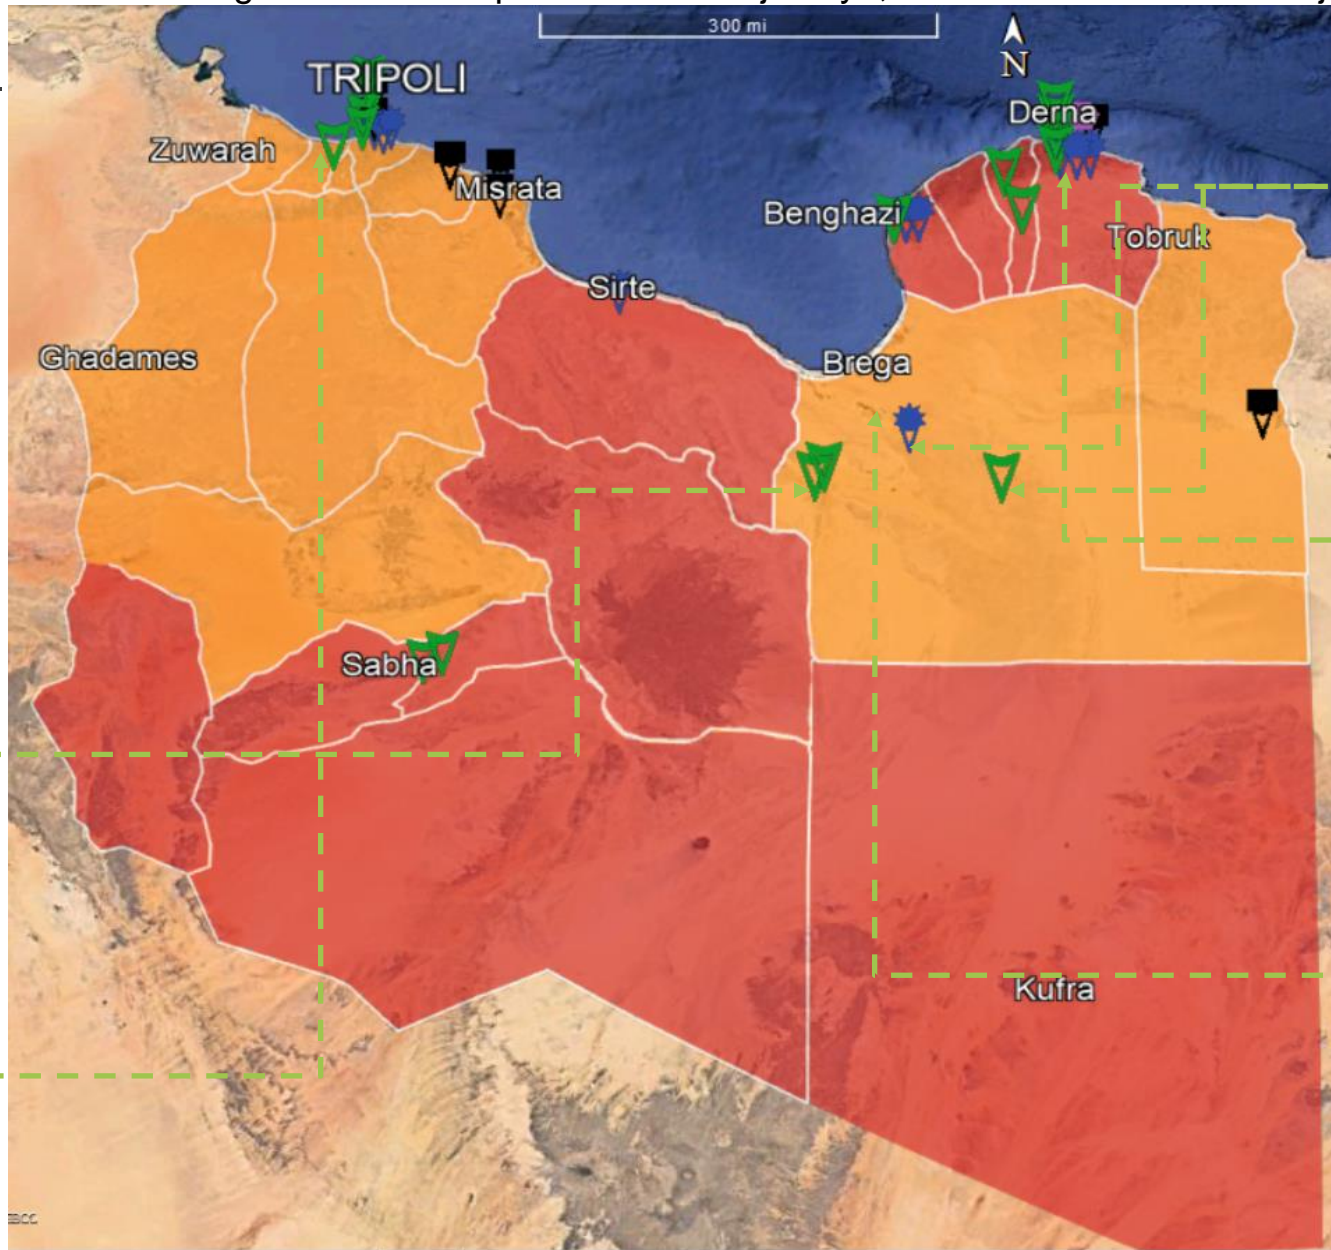 300 mi
N
TRIPOLI
Derna
Zuwarah
Misrata
Benghazi
Tobruk
Sirte
Ghadames
Brega
Sabha
Kufra